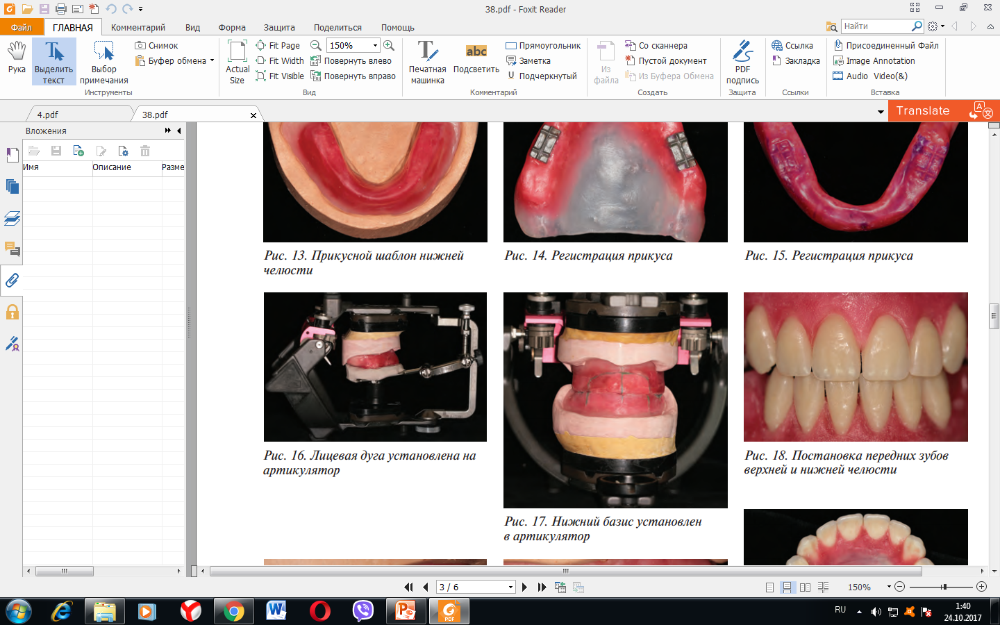 38.pdf - Foxit Reader
Файл
ГЛАВНАЯ
Комментарий
Вид
Форма
Защита
Поделиться
Помощь
Найти
Рука
Выделить
текст
Выбор
примечания
Снимок
Буфер обмена
Инструменты
Actual
Size
Fit Page
Fit Width
Fit Visible
150%
Повернуть влево
Повернуть вправо
Вид
Печатная
машинка
abc
Подсветить
Прямоугольник
Заметка
U Подчеркнутый
Комментарий
Из
файла
Со сканнера
Пустой документ
Из Буфера Обмена
Создать
PDF
подпись
Защита
Ссылка
Закладка
Ссылки
Присоединенный Файл
Image Annotation
Audio Video(&)
Вставка
4.pdf
38.pdf
Translate
Вложения
Имя
Описание
Разме
Рис. 13. Прикусной шаблон нижней
челюсти
Рис. 14. Регистрация прикуса
Рис. 15. Регистрация прикуса
Рис. 16. Лицевая дуга установлена на
артикулятор
Рис. 17. Нижний базис установлен
в артикулятор
Рис. 18. Постановка передних зубов
верхней и нижней челюсти
3 / 6
150%
PDF
RU
1:40
24.10.2017